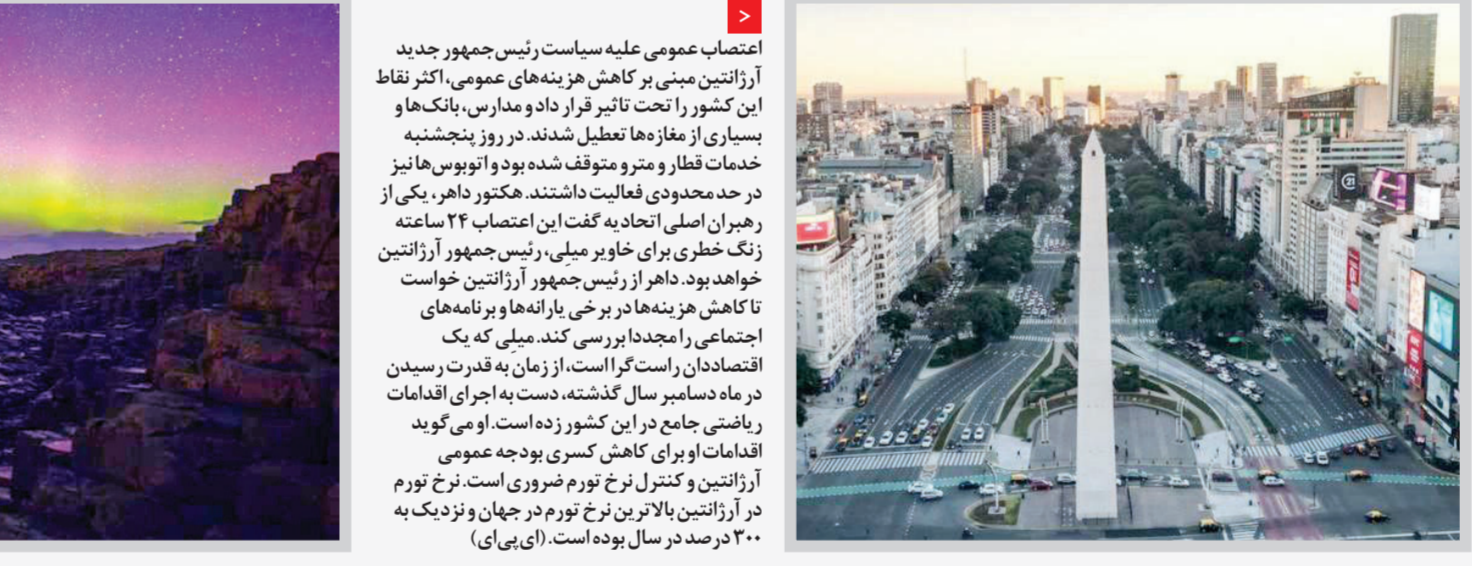 اعتصاب عمومی علیه سیاست رئیس‌جمهور جدید
آرژانتین مبنی بر کاهش هزینه‌های عمومی، اکثر نقاط
این کشور را تحت تاثیر قرار داد و مدارس، بانک‌ها و
بسیاری از مغازه‌ها تعطیل شدند. در روز پنجشنبه
خدمات قطار و مترو متوقف شده بود و اتوبوس‌ها نیز
در حد محدودی فعالیت داشتند. هکتور داهر، یکی از
رهبران اصلی اتحادیه گفت این اعتصاب ۲۴ ساعته
زنگ خطری برای خاویر میلِی، رئیس‌جمهور آرژانتین
خواهد بود. داهر از رئیس‌جمهور آرژانتین خواست
تا کاهش هزینه‌ها در برخی یارانه‌ها و برنامه‌های
اجتماعی را مجددا بررسی کند. میلِی که یک
اقتصاددان راست‌گرا است، از زمان به قدرت رسیدن
در ماه دسامبر سال گذشته، دست به اجرای اقدامات
ریاضتی جامع در این کشور زده است. او می‌گوید
اقدامات او برای کاهش کسری بودجه عمومی
آرژانتین و کنترل نرخ تورم ضروری است. نرخ تورم
در آرژانتین بالاترین نرخ تورم در جهان و نزدیک به
۳۰۰ درصد در سال بوده است. (ای‌پی‌ای)
MARRIOTT
21